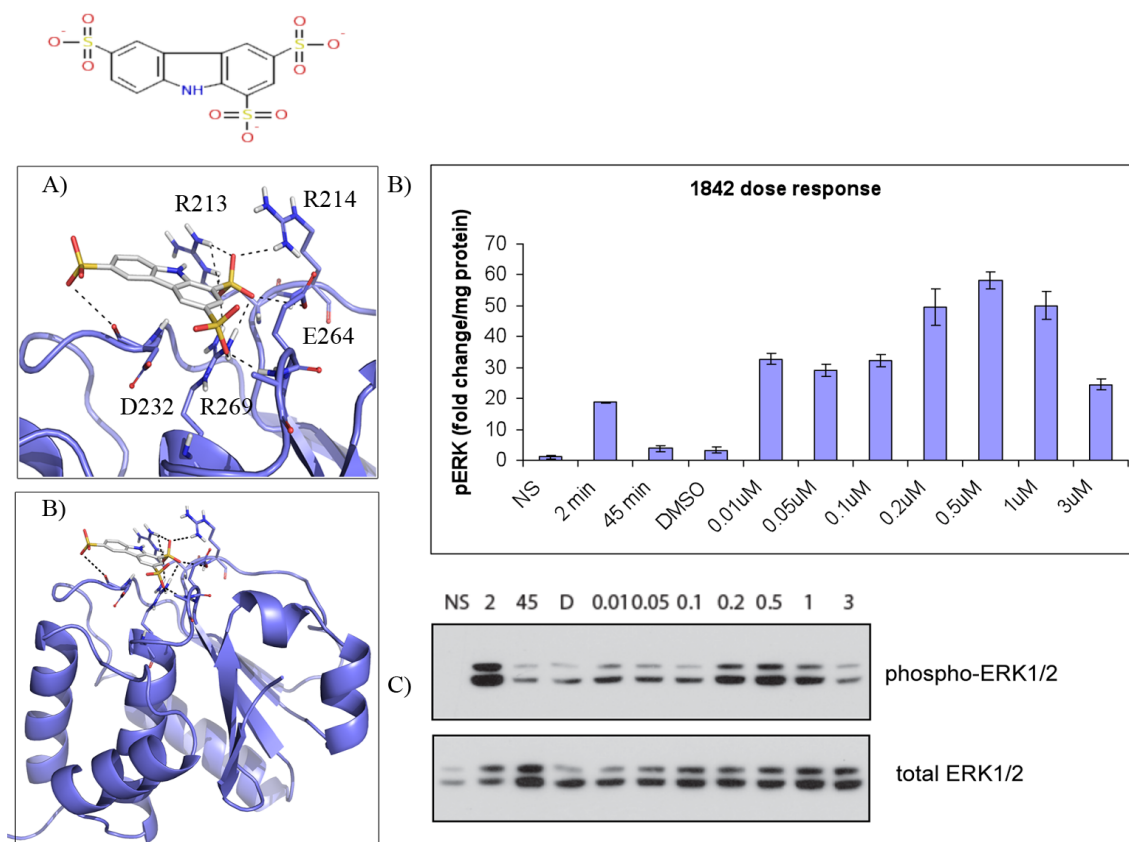 O⁻ S O O O S O⁻ O
NH
O S O
O⁻
A)
R213
R214
E264
D232
R269
B)
B)
1842 dose response
pERK (fold change/mg protein)
70
60
50
40
30
20
10
0
NS
2 min
45 min
DMSO
0.01uM
0.05uM
0.1uM
0.2uM
0.5uM
1uM
3uM
NS 2 45 D 0.01 0.05 0.1 0.2 0.5 1 3
C)
phospho-ERK1/2
total ERK1/2